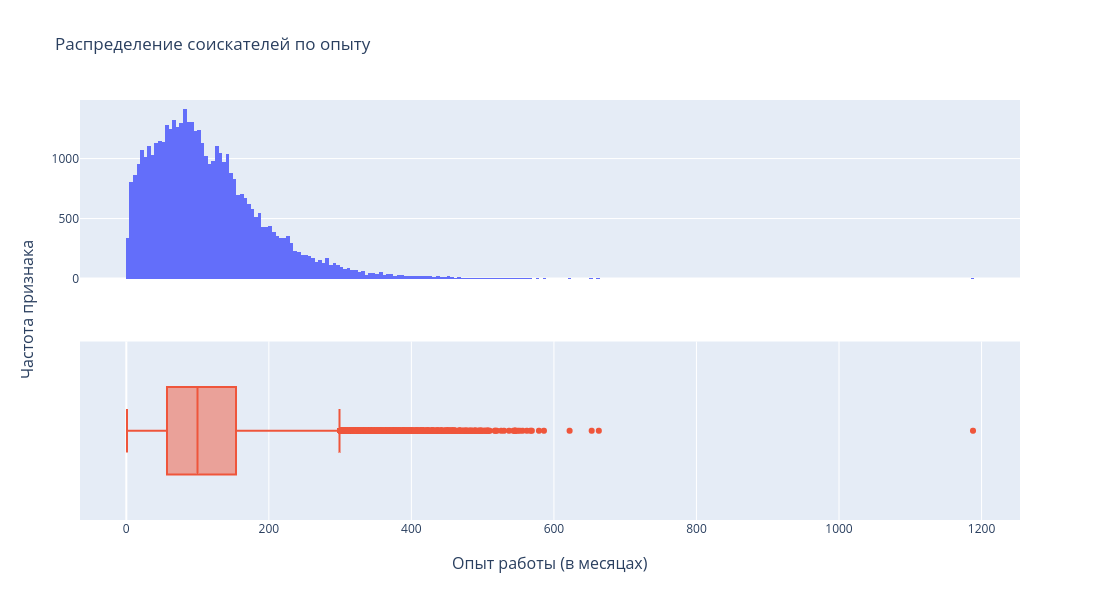 Распределение соискателей по опыту
1000
500
0
Частота признака
0 200 400 600 800 1000 1200
Опыт работы (в месяцах)